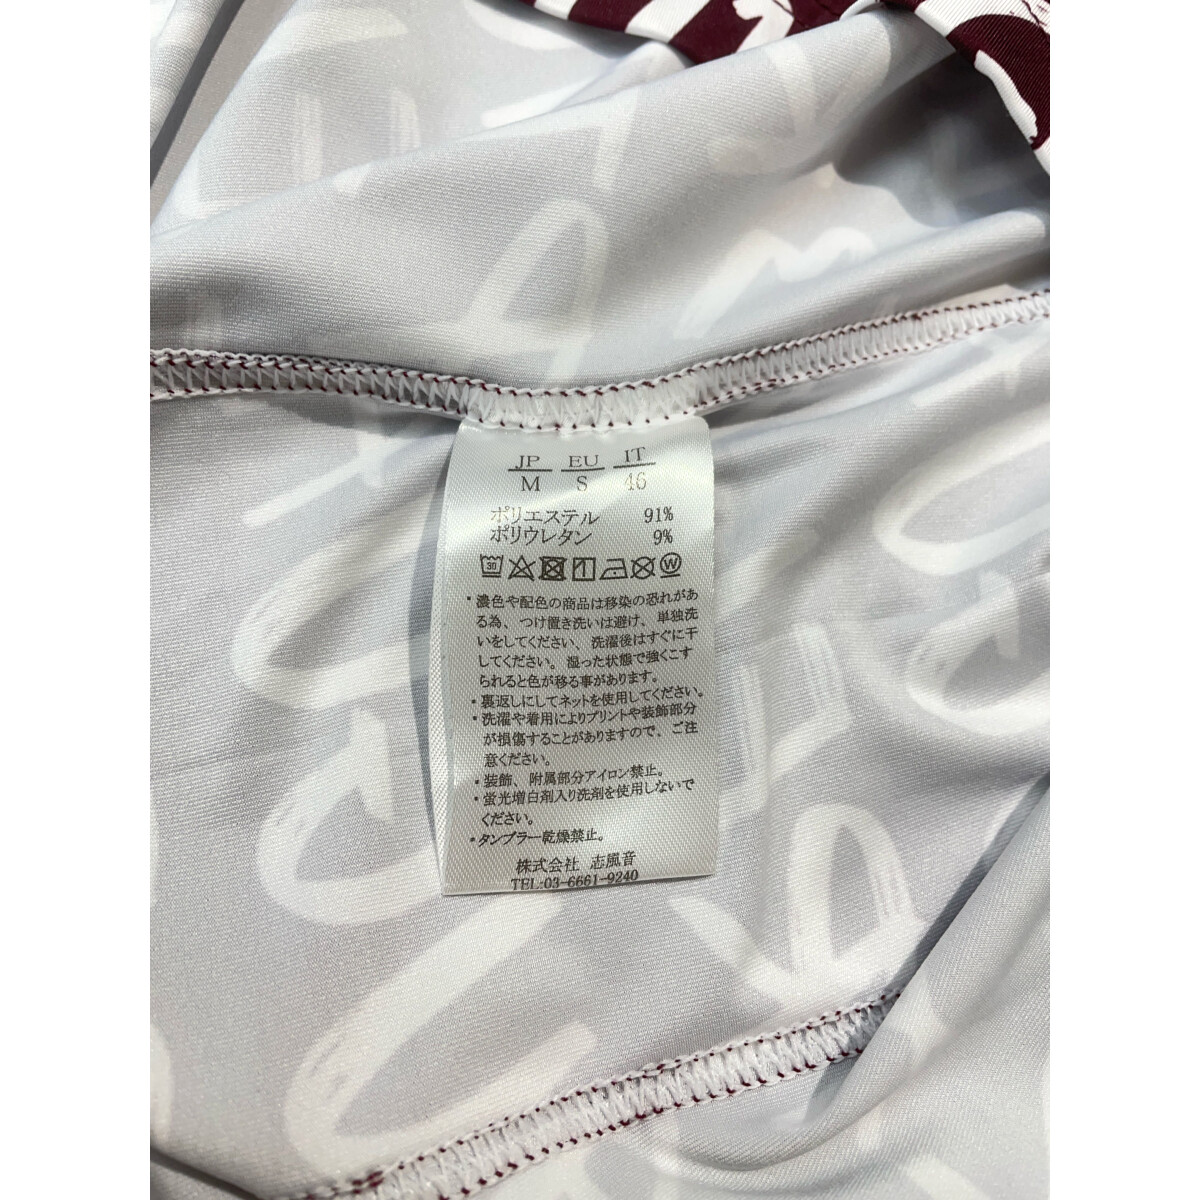 JP EU IT
M S 46
ポリエステル 91%
ポリウレタン 9%
30 W
・濃色や配色の商品は移染の恐れがあ
る為、つけ置き洗いは避け、単独洗
いをしてください、洗濯後はすぐに干
してください。湿った状態で強くこす
られると色が移る事があります。
・裏返しにしてネットを使用してください。
・洗濯や着用によりプリントや装飾部分
が損傷することがありますので、ご注
意ください。
・装飾、附属部分アイロン禁止。
・蛍光増白剤入り洗剤を使用しないで
ください。
・タンブラー乾燥禁止。
株式会社 志風音
TEL:03-6661-9240